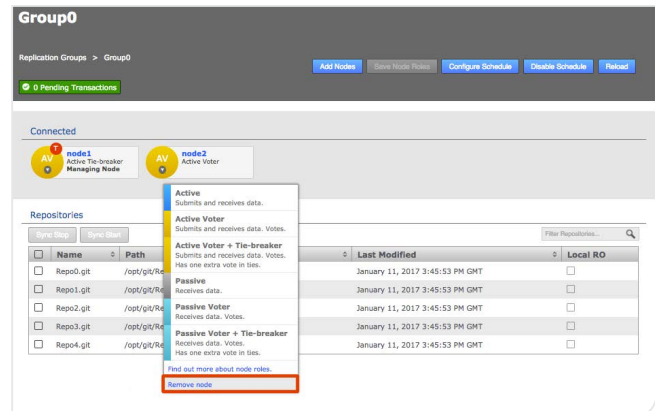 Group0
Replication Groups > Group0
Add Nodes
Save Node Roles
Configure Schedule
Disable Schedule
Reload
0 Pending Transactions
Connected
AV
T
node1
Active Tie-breaker
Managing Node
AV
node2
Active Voter
Active
Submits and receives data.
Active Voter
Submits and receives data. Votes.
Active Voter + Tie-breaker
Submits and receives data. Votes.
Has one extra vote in ties.
Passive
Receives data.
Passive Voter
Receives data. Votes.
Passive Voter + Tie-breaker
Receives data. Votes.
Has one extra vote in ties.
Find out more about node roles.
Remove node
Repositories
Sync Stop
Sync Start
Filter Repositories...
Name Path Last Modified Local RO
Repo0.git /opt/git/Re January 11, 2017 3:45:53 PM GMT
Repo1.git /opt/git/Re January 11, 2017 3:45:53 PM GMT
Repo2.git /opt/git/Re January 11, 2017 3:45:53 PM GMT
Repo3.git /opt/git/Re January 11, 2017 3:45:53 PM GMT
Repo4.git /opt/git/Re January 11, 2017 3:45:53 PM GMT